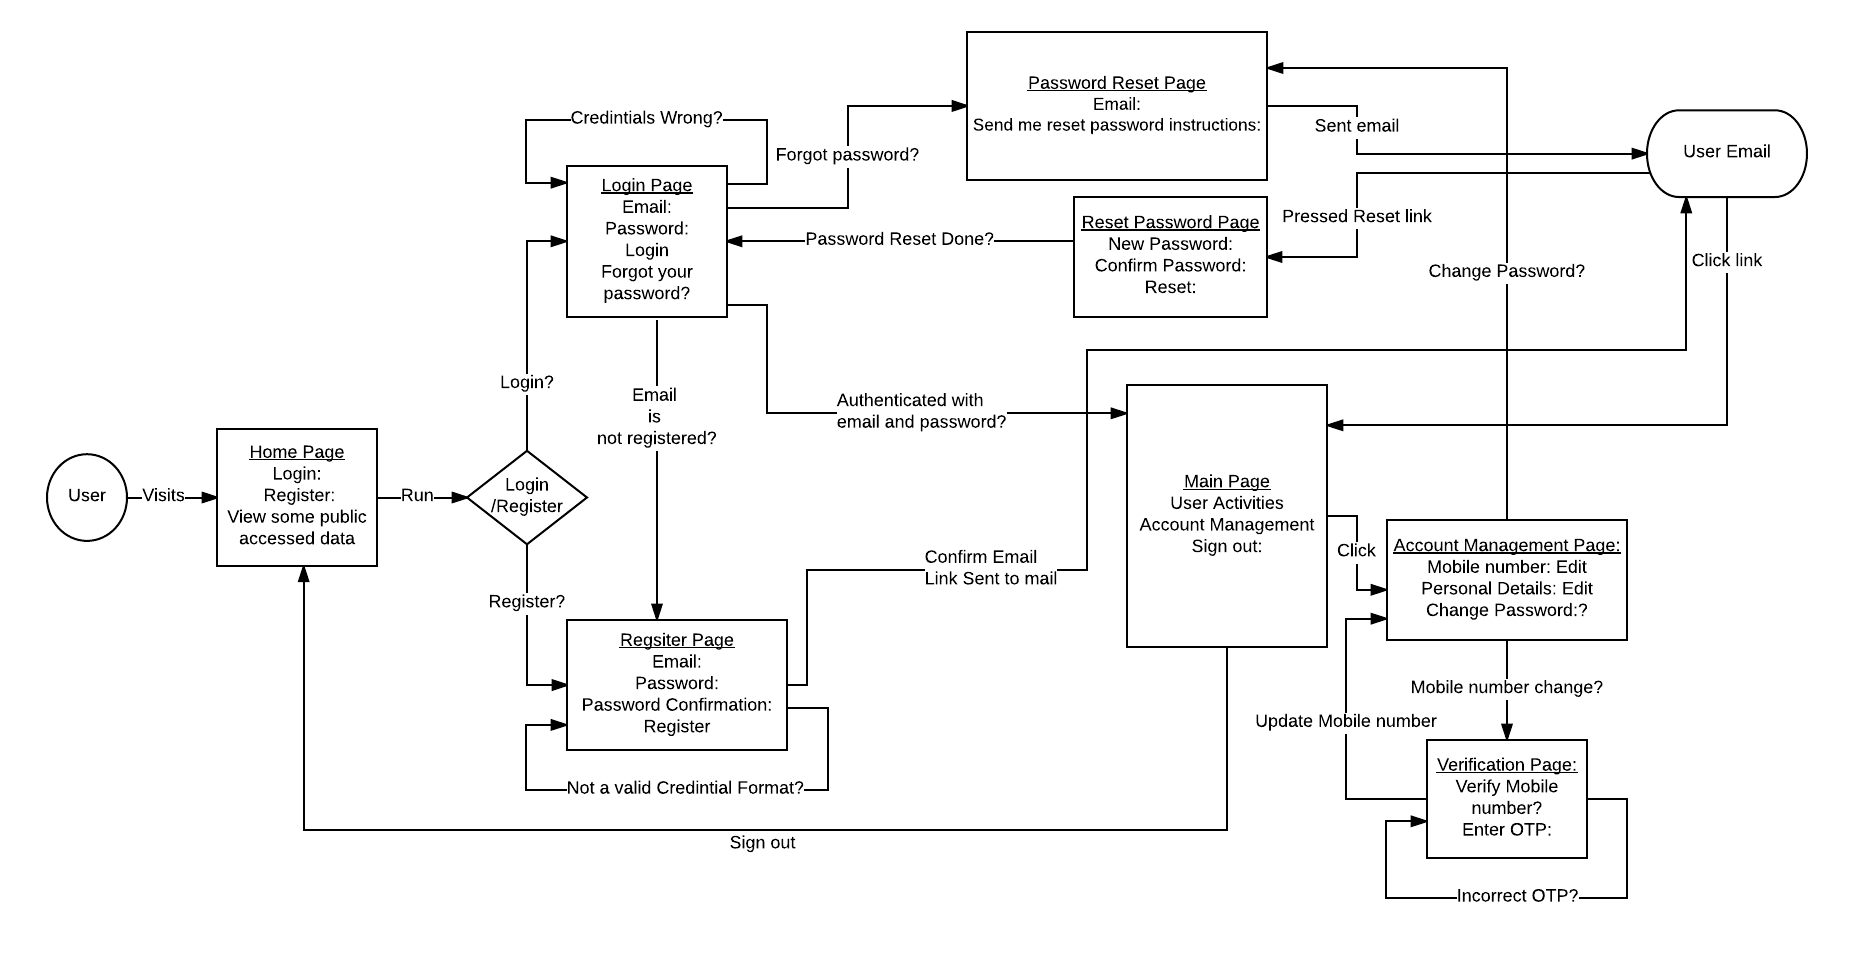 Password Reset Page
Email:
Send me reset password instructions:
Credintials Wrong?
Forgot password?
Sent email
User Email
Login Page
Email:
Password:
Login
Forgot your
password?
Password Reset Done?
Reset Password Page
New Password:
Confirm Password:
Reset:
Pressed Reset link
Change Password?
Click link
Login?
Email
is
not registered?
Authenticated with
email and password?
User
Visits
Home Page
Login:
Register:
View some public
accessed data
Run
Login
/Register
Main Page
User Activities
Account Management
Sign out:
Click
Account Management Page:
Mobile number: Edit
Personal Details: Edit
Change Password:?
Confirm Email
Link Sent to mail
Register?
Regsiter Page
Email:
Password:
Password Confirmation:
Register
Not a valid Credintial Format?
Mobile number change?
Update Mobile number
Verification Page:
Verify Mobile
number?
Enter OTP:
Sign out
Incorrect OTP?